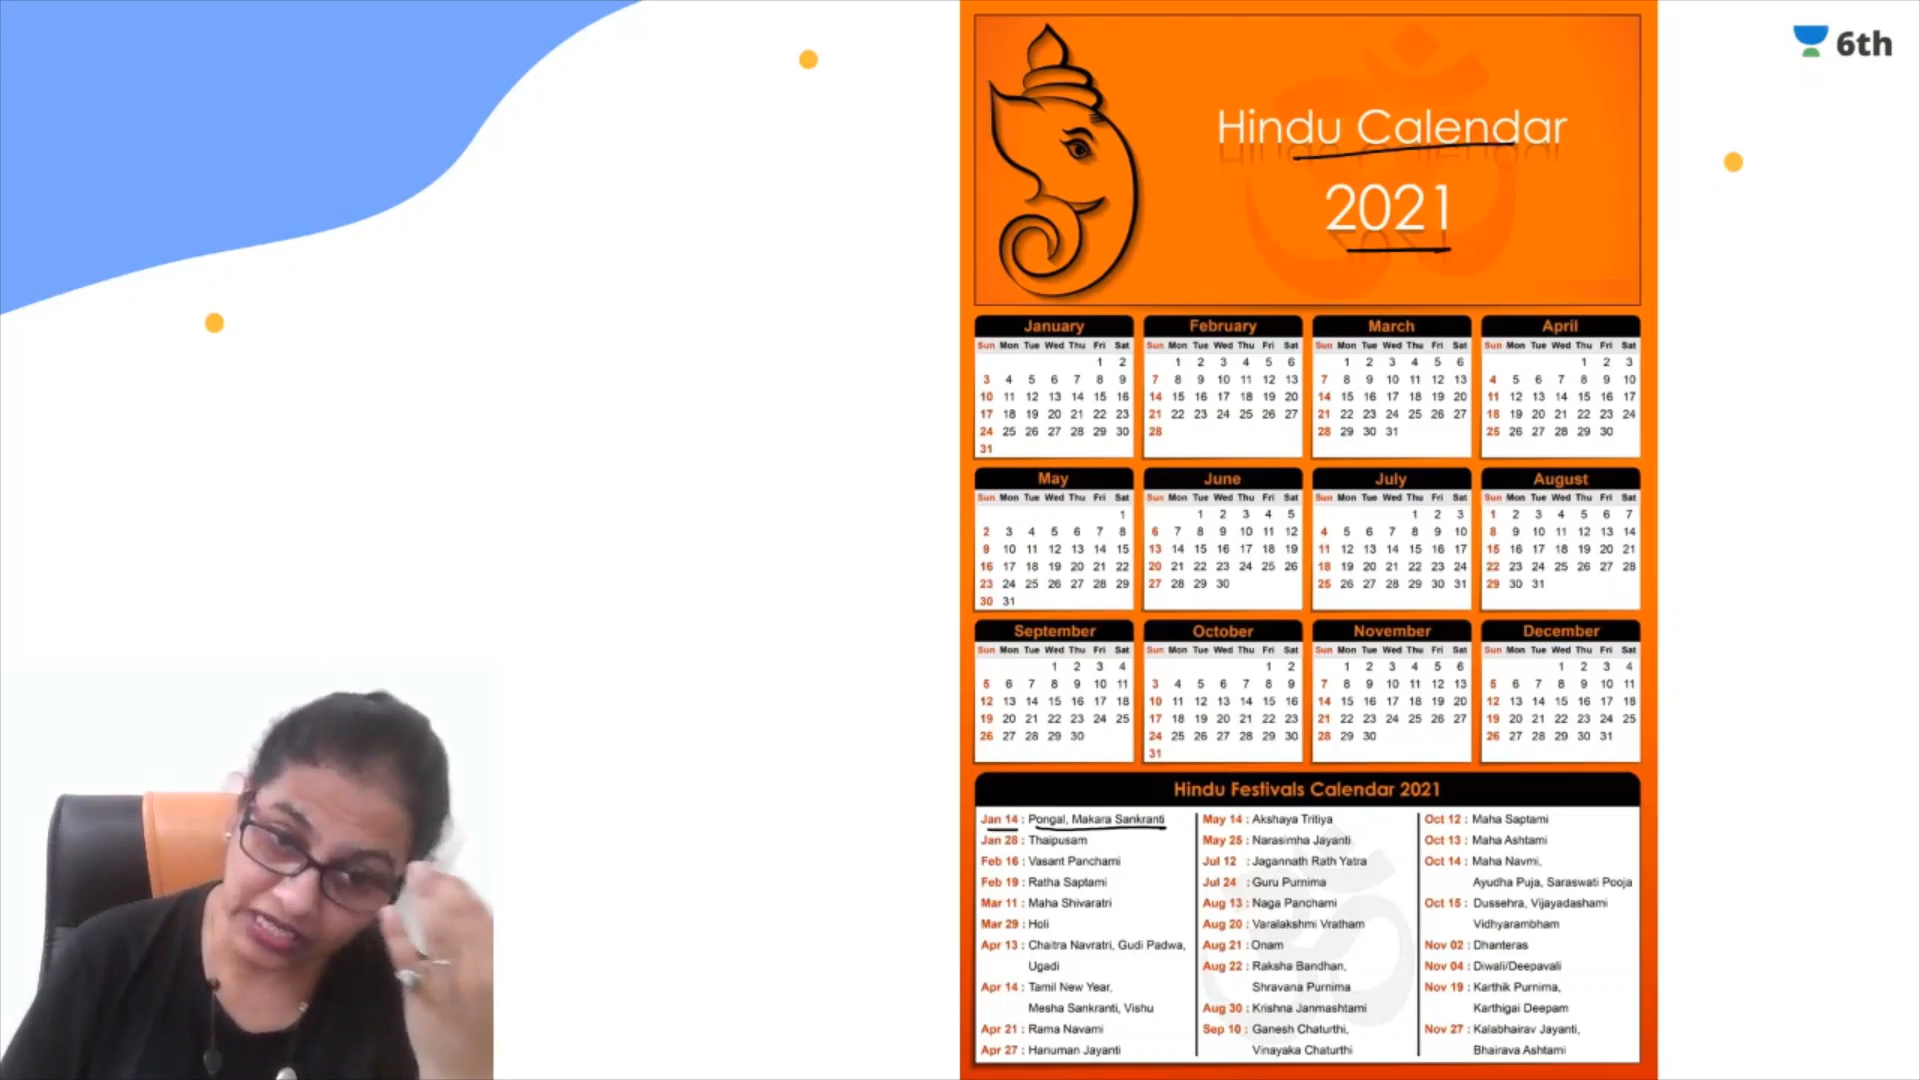 6th
Hindu Calendar
2021
January
Sun Mon Tue Wed Thu Fri Sat
1 2
3 4 5 6 7 8 9
10 11 12 13 14 15 16
17 18 19 20 21 22 23
24 25 26 27 28 29 30
31
February
Sun Mon Tue Wed Thu Fri Sat
1 2 3 4 5 6
7 8 9 10 11 12 13
14 15 16 17 18 19 20
21 22 23 24 25 26 27
28
March
Sun Mon Tue Wed Thu Fri Sat
1 2 3 4 5 6
7 8 9 10 11 12 13
14 15 16 17 18 19 20
21 22 23 24 25 26 27
28 29 30 31
April
Sun Mon Tue Wed Thu Fri Sat
1 2 3
4 5 6 7 8 9 10
11 12 13 14 15 16 17
18 19 20 21 22 23 24
25 26 27 28 29 30
May
Sun Mon Tue Wed Thu Fri Sat
1
2 3 4 5 6 7 8
9 10 11 12 13 14 15
16 17 18 19 20 21 22
23 24 25 26 27 28 29
30 31
June
Sun Mon Tue Wed Thu Fri Sat
1 2 3 4 5
6 7 8 9 10 11 12
13 14 15 16 17 18 19
20 21 22 23 24 25 26
27 28 29 30
July
Sun Mon Tue Wed Thu Fri Sat
1 2 3
4 5 6 7 8 9 10
11 12 13 14 15 16 17
18 19 20 21 22 23 24
25 26 27 28 29 30 31
August
Sun Mon Tue Wed Thu Fri Sat
1 2 3 4 5 6 7
8 9 10 11 12 13 14
15 16 17 18 19 20 21
22 23 24 25 26 27 28
29 30 31
September
Sun Mon Tue Wed Thu Fri Sat
1 2 3 4
5 6 7 8 9 10 11
12 13 14 15 16 17 18
19 20 21 22 23 24 25
26 27 28 29 30
October
Sun Mon Tue Wed Thu Fri Sat
1 2
3 4 5 6 7 8 9
10 11 12 13 14 15 16
17 18 19 20 21 22 23
24 25 26 27 28 29 30
31
November
Sun Mon Tue Wed Thu Fri Sat
1 2 3 4 5 6
7 8 9 10 11 12 13
14 15 16 17 18 19 20
21 22 23 24 25 26 27
28 29 30
December
Sun Mon Tue Wed Thu Fri Sat
1 2 3 4
5 6 7 8 9 10 11
12 13 14 15 16 17 18
19 20 21 22 23 24 25
26 27 28 29 30 31
Hindu Festivals Calendar 2021
Jan 14 : Pongal, Makara Sankranti
Jan 28 : Thaipusam
Feb 16 : Vasant Panchami
Feb 19 : Ratha Saptami
Mar 11 : Maha Shivaratri
Mar 29 : Holi
Apr 13 : Chaitra Navratri, Gudi Padwa,
Ugadi
Apr 14 : Tamil New Year,
Mesha Sankranti, Vishu
Apr 21 : Rama Navami
Apr 27 : Hanuman Jayanti
May 14 : Akshaya Tritiya
May 25 : Narasimha Jayanti
Jul 12 : Jagannath Rath Yatra
Jul 24 : Guru Purnima
Aug 13 : Naga Panchami
Aug 20 : Varalakshmi Vratham
Aug 21 : Onam
Aug 22 : Raksha Bandhan,
Shravana Purnima
Aug 30 : Krishna Janmashtami
Sep 10 : Ganesh Chaturthi,
Vinayaka Chaturthi
Oct 12 : Maha Saptami
Oct 13 : Maha Ashtami
Oct 14 : Maha Navmi,
Ayudha Puja, Saraswati Pooja
Oct 15 : Dussehra, Vijayadashami
Vidhyarambham
Nov 02 : Dhanteras
Nov 04 : Diwali/Deepavali
Nov 19 : Karthik Purnima,
Karthigai Deepam
Nov 27 : Kalabhairav Jayanti,
Bhairava Ashtami